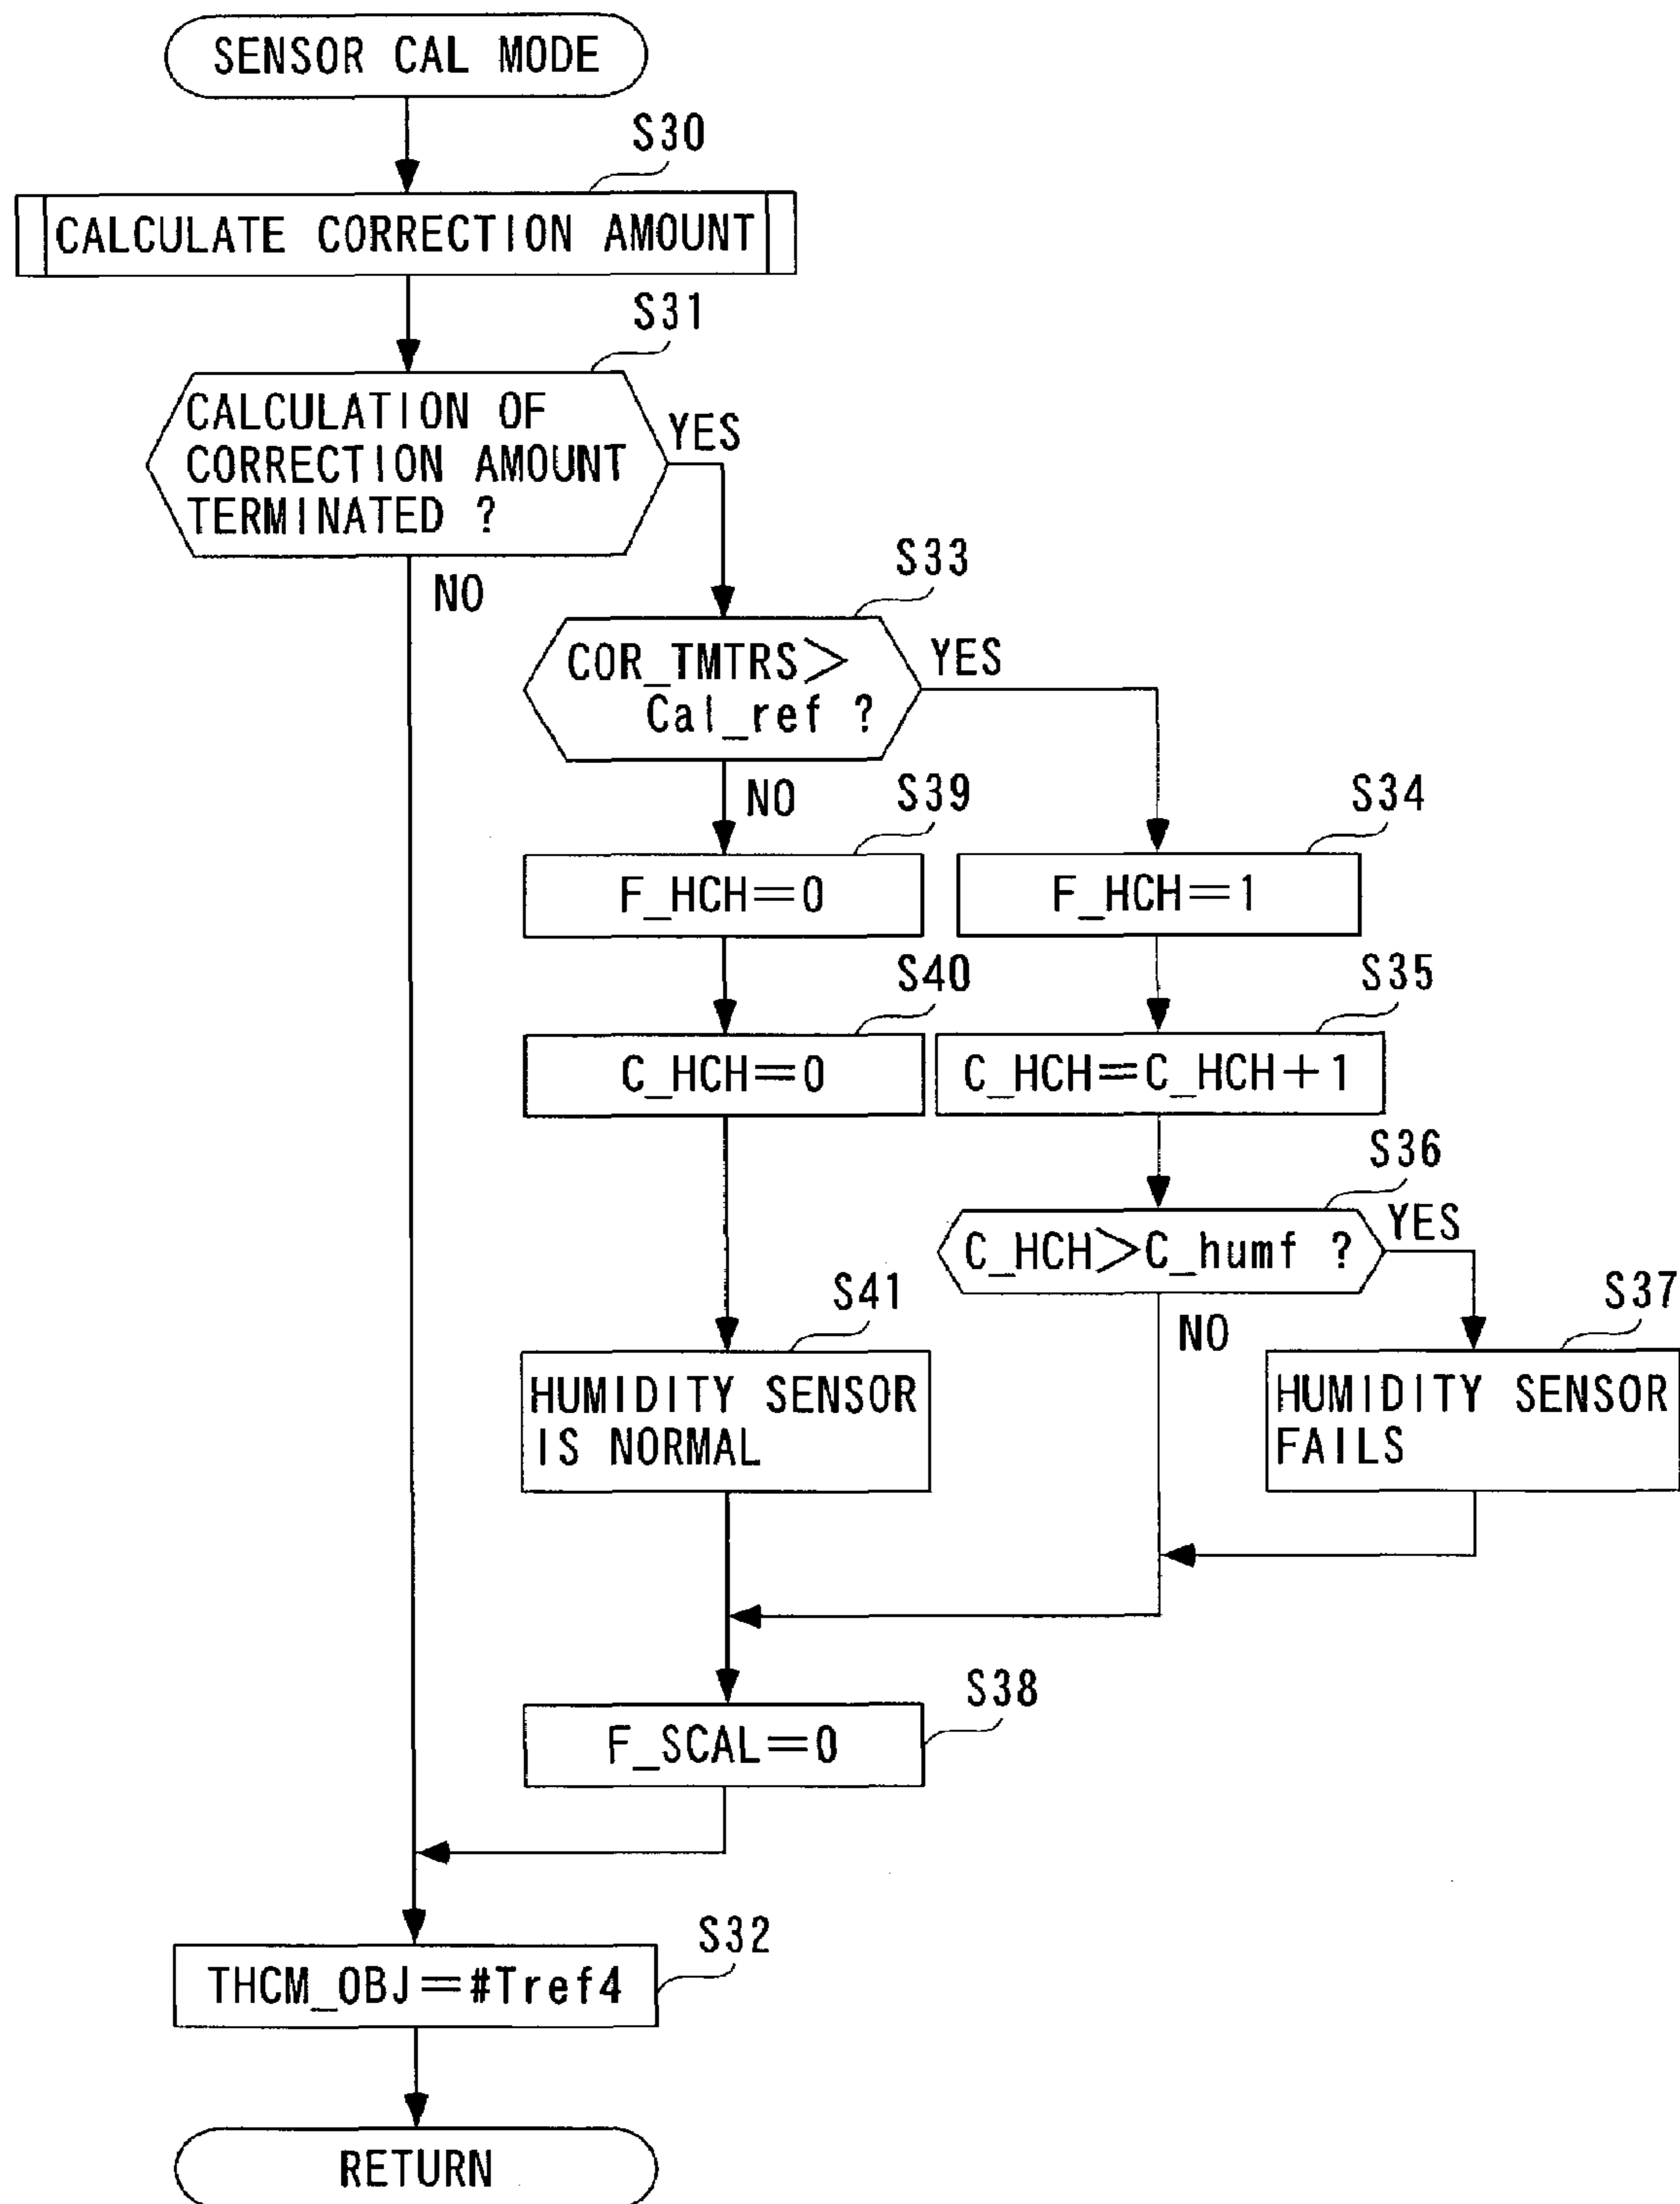 SENSOR CAL MODE
S30
CALCULATE CORRECTION AMOUNT
S31
CALCULATION OF
CORRECTION AMOUNT
TERMINATED ?
YES
NO
S33
COR_TMTRS>
Cal_ref ?
YES
NO
S39
S34
F_HCH=0
F_HCH=1
S40
S35
C_HCH=0
C_HCH=C_HCH+1
S36
C_HCH>C_humf ?
YES
NO
S41
S37
HUMIDITY SENSOR
IS NORMAL
HUMIDITY SENSOR
FAILS
S38
F_SCAL=0
S32
THCM_OBJ=#Tref4
RETURN